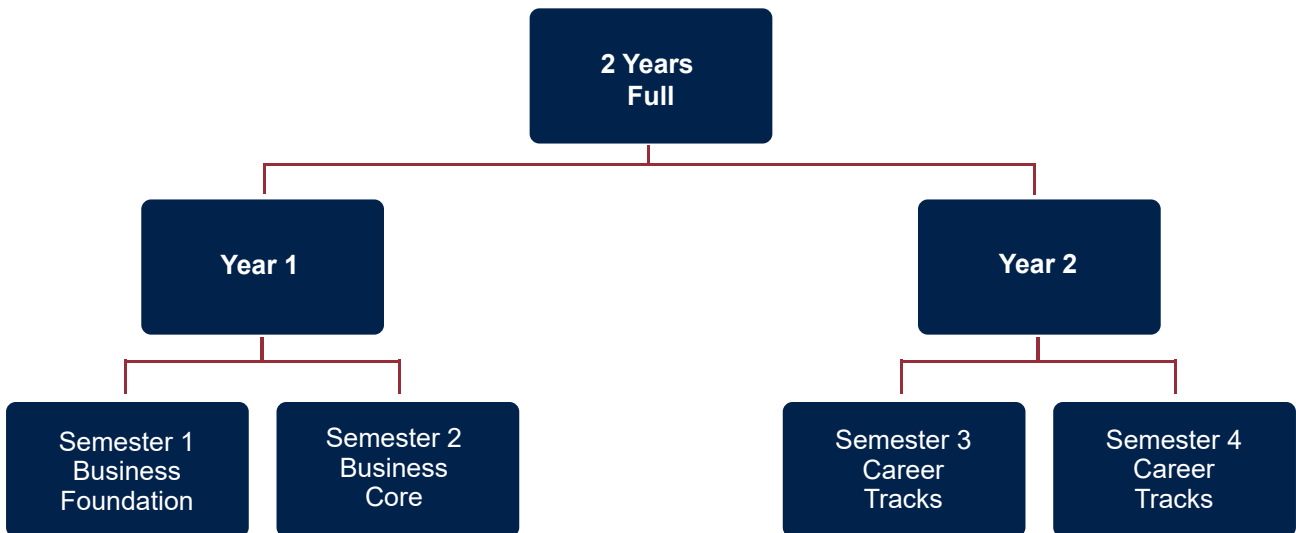 2 Years
Full
Year 1
Year 2
Semester 1
Business
Foundation
Semester 2
Business
Core
Semester 3
Career
Tracks
Semester 4
Career
Tracks